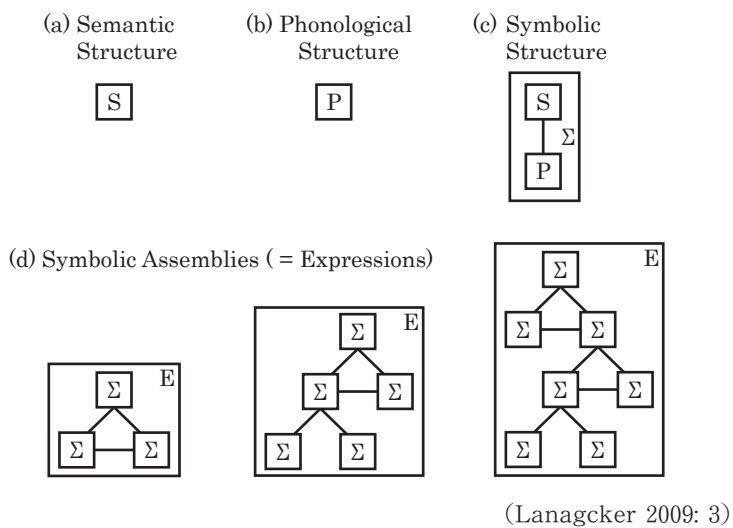 (a) Semantic Structure
(b) Phonological Structure
(c) Symbolic Structure
S
P
S
Σ
P
(d) Symbolic Assemblies ( = Expressions)
E
Σ
Σ
Σ
E
Σ
Σ
Σ
Σ
Σ
E
Σ
Σ
Σ
Σ
Σ
Σ
Σ
(Lanagcker 2009: 3)